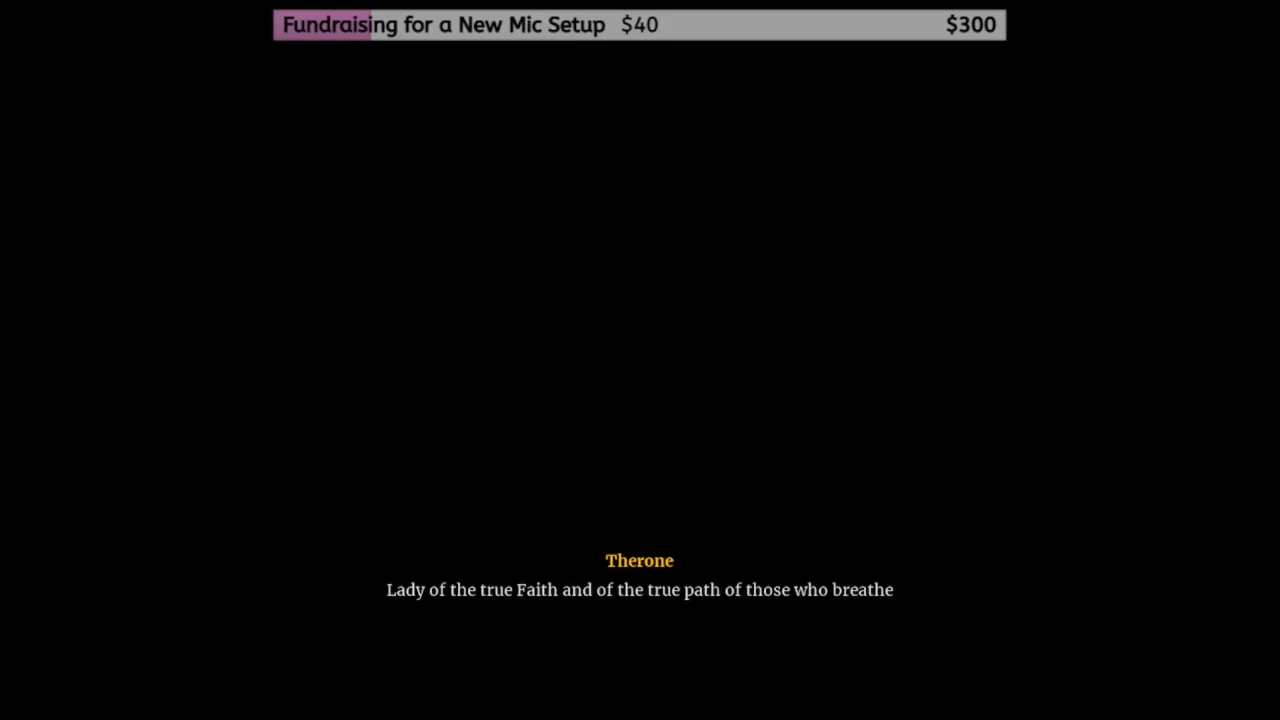 Fundraising for a New Mic Setup $40 $300
Therone
Lady of the true Faith and of the true path of those who breathe